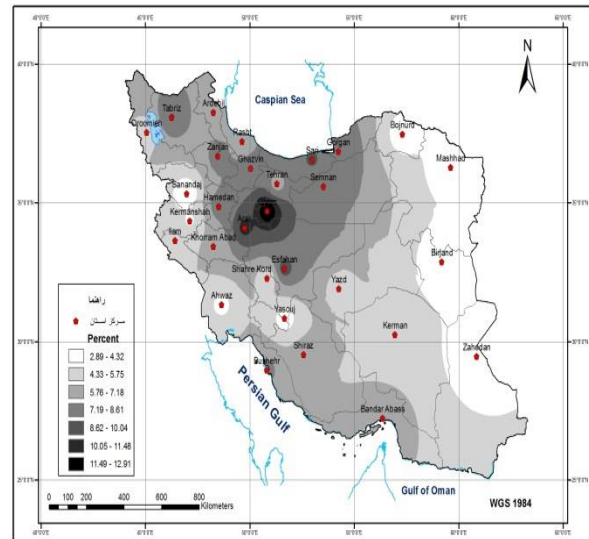 N
Caspian Sea
Tabriz
Ardebil
Oroomieh
Rasht
Zanjan
Ghazvin
Sari
Gorgan
Bojnurd
Mashhad
Tehran
Semnan
Sanandaj
Hamedan
Kermanshah
Arak
Ilam
Khorram Abad
Esfahan
Birjand
Shahre Kord
Yazd
Ahwaz
Yasouj
Kerman
Shiraz
Zahedan
Bushehr
Bandar Abass
Persian Gulf
Gulf of Oman
راهنما
مرکز استان
Percent
2.89 - 4.32
4.33 - 5.75
5.76 - 7.18
7.19 - 8.61
8.62 - 10.04
10.05 - 11.48
11.49 - 12.91
0 100 200 400 600 800
Kilometers
WGS 1984